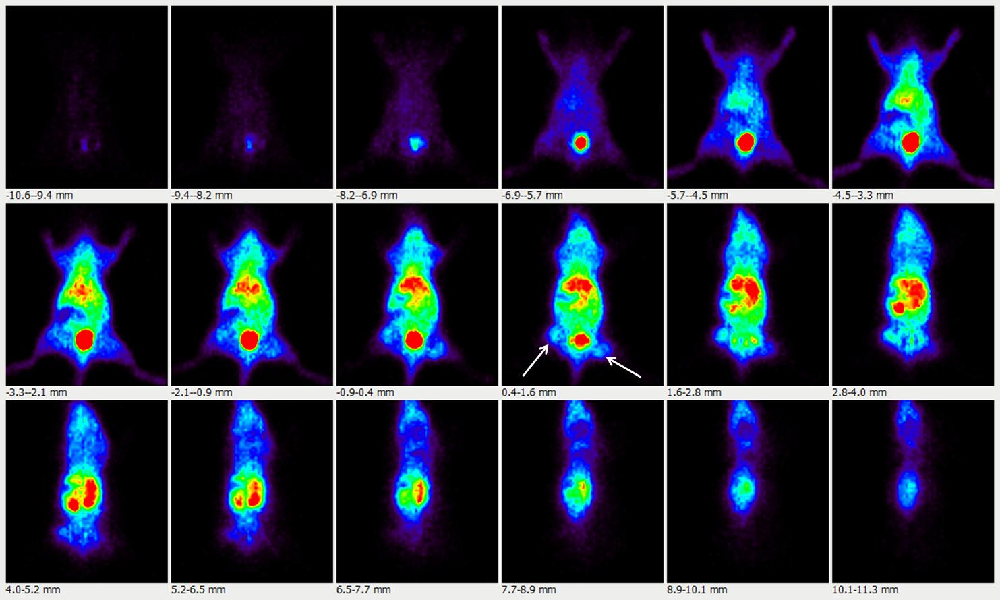 -10.6--9.4 mm
-9.4--8.2 mm
-8.2--6.9 mm
-6.9--5.7 mm
-5.7--4.5 mm
-4.5--3.3 mm
-3.3--2.1 mm
-2.1--0.9 mm
-0.9-0.4 mm
0.4-1.6 mm
1.6-2.8 mm
2.8-4.0 mm
4.0-5.2 mm
5.2-6.5 mm
6.5-7.7 mm
7.7-8.9 mm
8.9-10.1 mm
10.1-11.3 mm